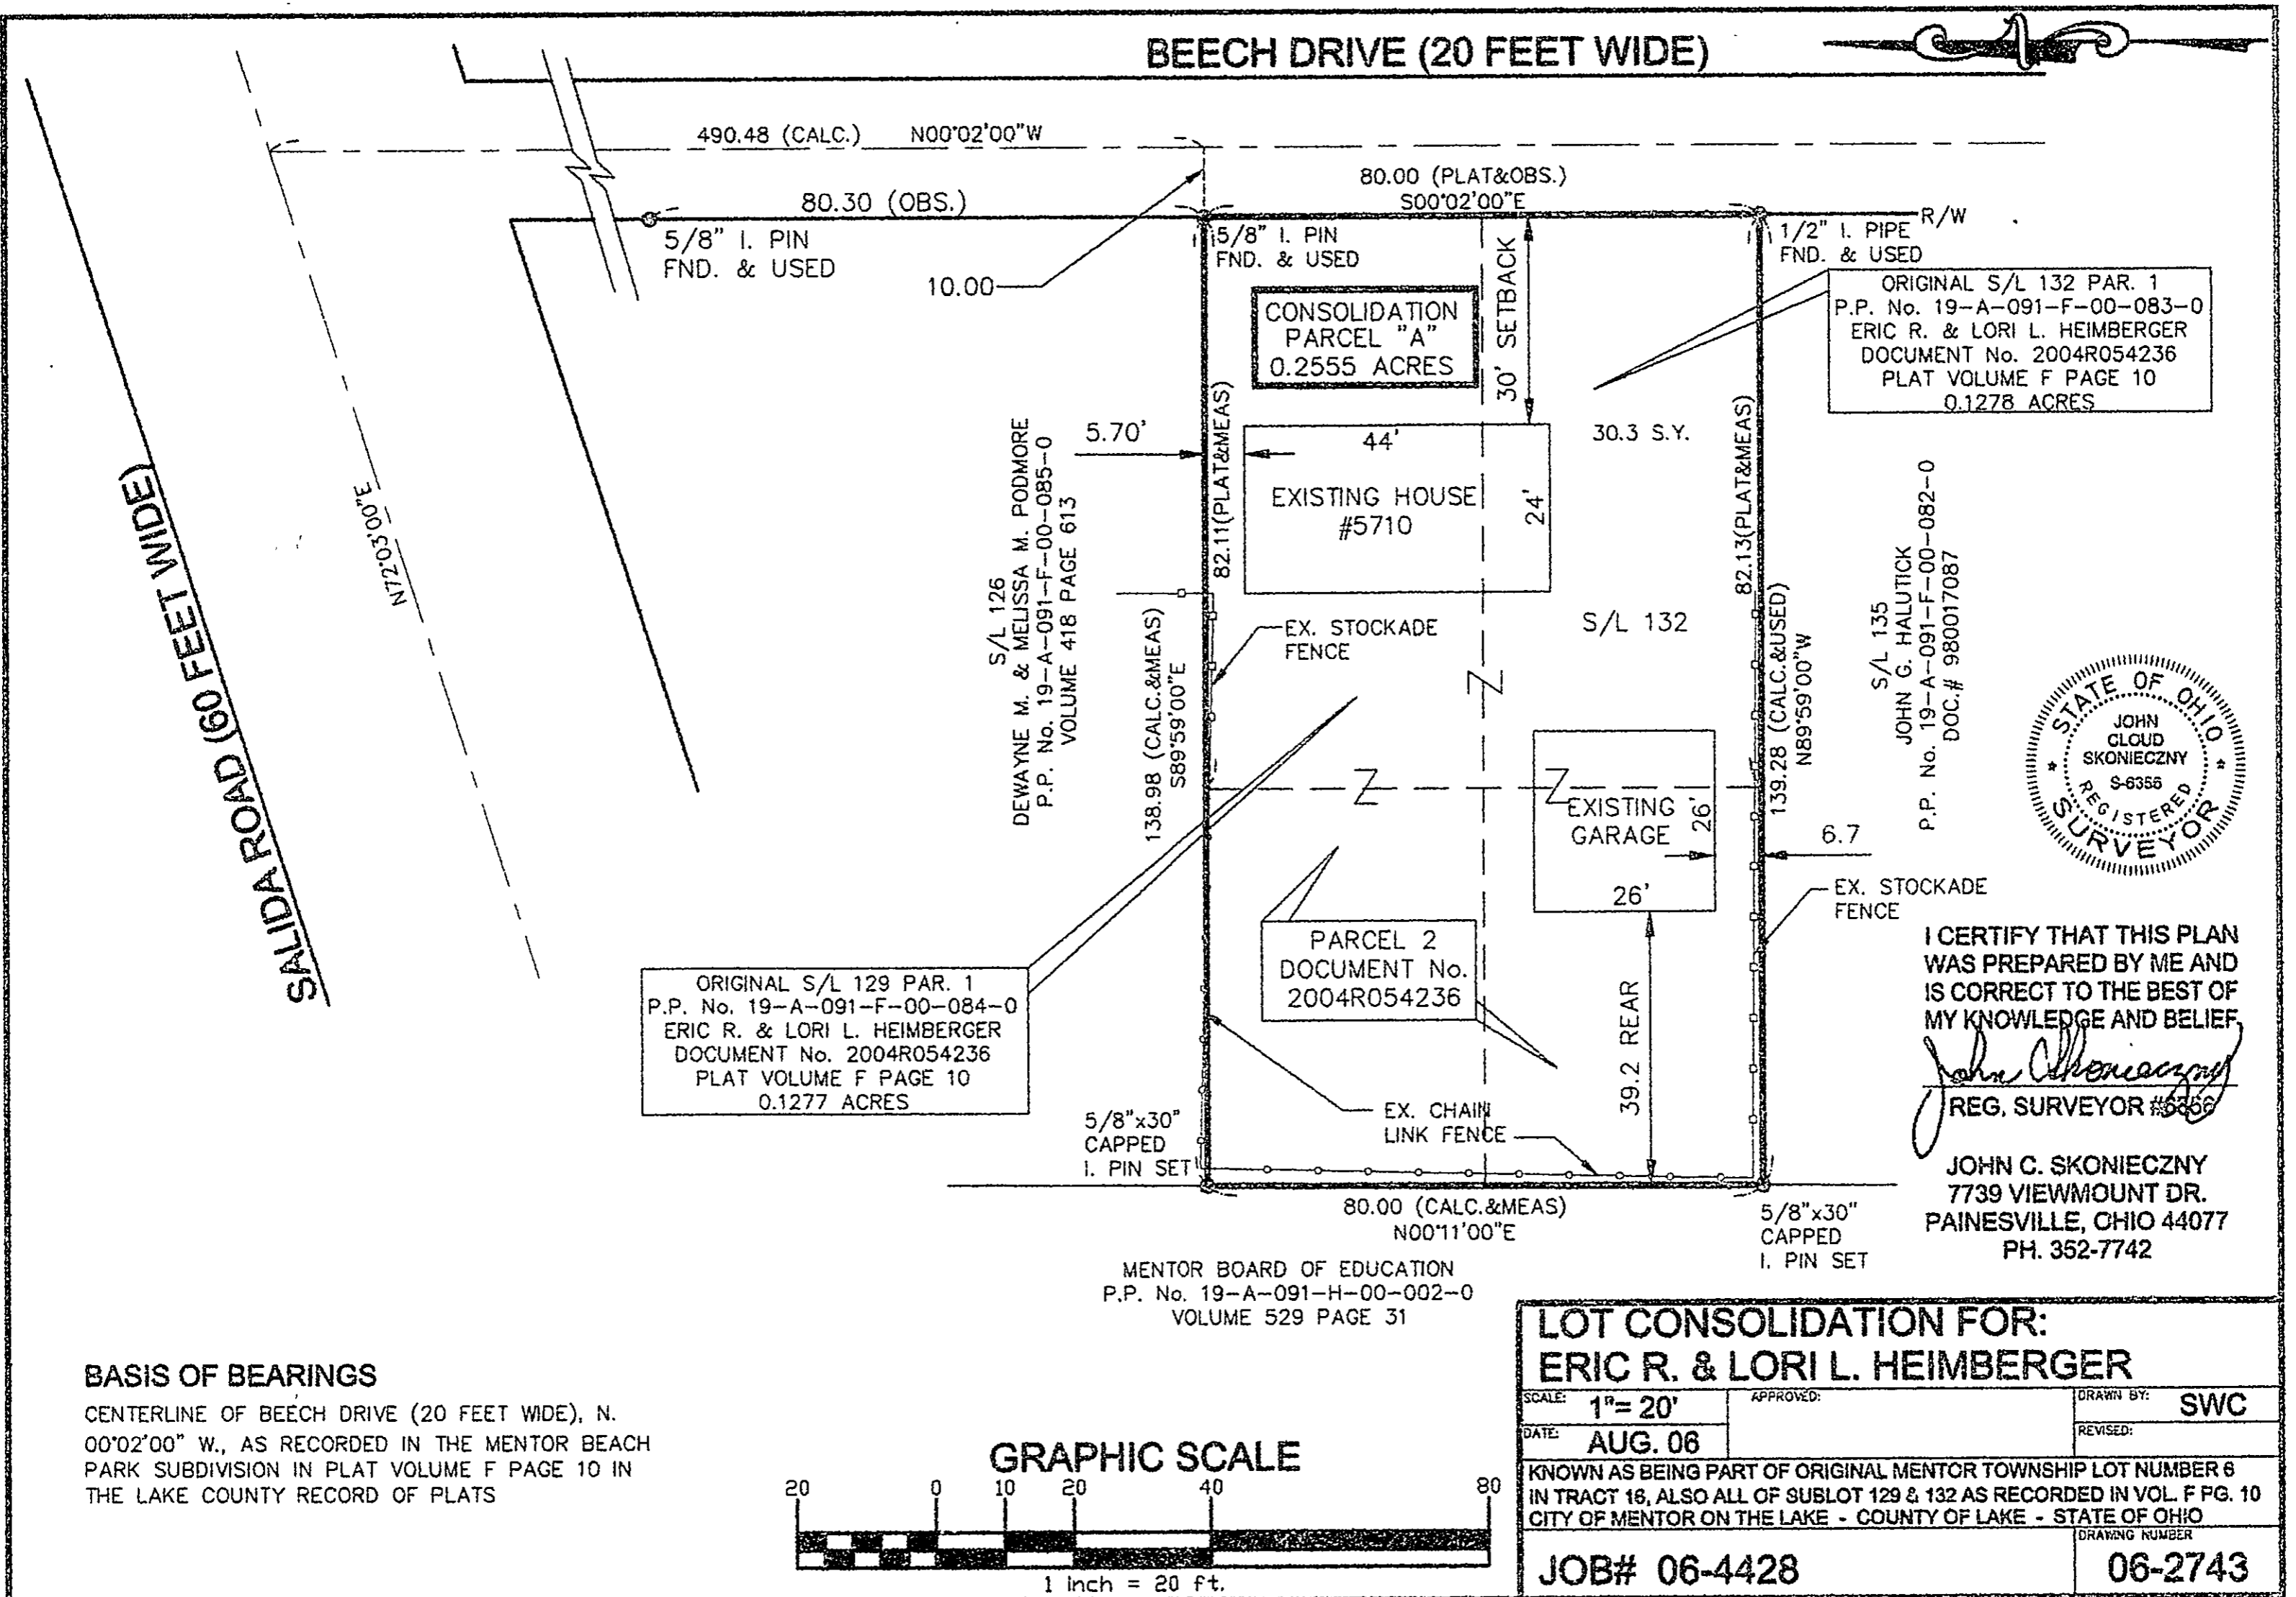 BEECH DRIVE (20 FEET WIDE)
490.48 (CALC.) N00°02'00"W
80.00 (PLAT&OBS.)
S00°02'00"E
80.30 (OBS.)
R/W
5/8" I. PIN
FND. & USED
5/8" I. PIN
FND. & USED
1/2" I. PIPE
FND. & USED
10.00
CONSOLIDATION
PARCEL "A"
0.2555 ACRES
30' SETBACK
ORIGINAL S/L 132 PAR. 1
P.P. No. 19-A-091-F-00-083-0
ERIC R. & LORI L. HEIMBERGER
DOCUMENT No. 2004R054236
PLAT VOLUME F PAGE 10
0.1278 ACRES
SALIDA ROAD (60 FEET WIDE)
N72°03'00"E
S/L 126
DEWAYNE M. & MELISSA M. PODMORE
P.P. No. 19-A-091-F-00-085-0
VOLUME 418 PAGE 613
5.70'
82.11(PLAT&MEAS)
138.98 (CALC.&MEAS)
S89°59'00"E
44'
EXISTING HOUSE
#5710
24'
30.3 S.Y.
82.13(PLAT&MEAS)
139.28 (CALC.&USED)
N89°59'00"W
S/L 135
JOHN G. HALUTICK
P.P. No. 19-A-091-F-00-082-0
DOC.# 980017087
EX. STOCKADE
FENCE
S/L 132
STATE OF OHIO
JOHN
CLOUD
SKONIECZNY
S-6356
REGISTERED
SURVEYOR
EXISTING
GARAGE
26'
26'
6.7
EX. STOCKADE
FENCE
PARCEL 2
DOCUMENT No.
2004R054236
39.2 REAR
ORIGINAL S/L 129 PAR. 1
P.P. No. 19-A-091-F-00-084-0
ERIC R. & LORI L. HEIMBERGER
DOCUMENT No. 2004R054236
PLAT VOLUME F PAGE 10
0.1277 ACRES
I CERTIFY THAT THIS PLAN
WAS PREPARED BY ME AND
IS CORRECT TO THE BEST OF
MY KNOWLEDGE AND BELIEF.
John C Skonieczny
REG. SURVEYOR #6356
JOHN C. SKONIECZNY
7739 VIEWMOUNT DR.
PAINESVILLE, OHIO 44077
PH. 352-7742
5/8"x30"
CAPPED
I. PIN SET
EX. CHAIN
LINK FENCE
80.00 (CALC.&MEAS)
N00°11'00"E
5/8"x30"
CAPPED
I. PIN SET
MENTOR BOARD OF EDUCATION
P.P. No. 19-A-091-H-00-002-0
VOLUME 529 PAGE 31
BASIS OF BEARINGS
CENTERLINE OF BEECH DRIVE (20 FEET WIDE), N.
00°02'00" W., AS RECORDED IN THE MENTOR BEACH
PARK SUBDIVISION IN PLAT VOLUME F PAGE 10 IN
THE LAKE COUNTY RECORD OF PLATS
GRAPHIC SCALE
20 0 10 20 40 80
1 inch = 20 ft.
LOT CONSOLIDATION FOR:
ERIC R. & LORI L. HEIMBERGER
SCALE: 1"= 20'
APPROVED:
DRAWN BY: SWC
DATE: AUG. 06
REVISED:
KNOWN AS BEING PART OF ORIGINAL MENTOR TOWNSHIP LOT NUMBER 6
IN TRACT 16, ALSO ALL OF SUBLOT 129 & 132 AS RECORDED IN VOL. F PG. 10
CITY OF MENTOR ON THE LAKE - COUNTY OF LAKE - STATE OF OHIO
JOB# 06-4428
DRAWING NUMBER
06-2743